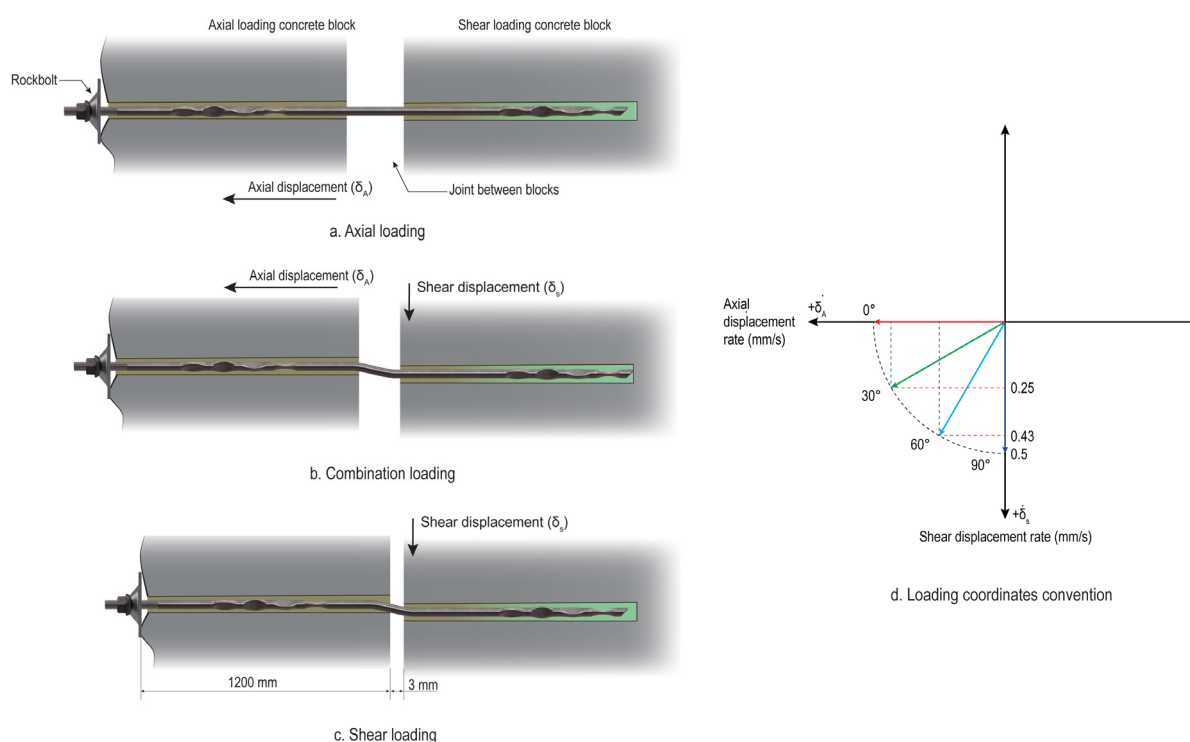 Axial loading concrete block
Shear loading concrete block
Rockbolt
Axial displacement (δA)
Joint between blocks
a. Axial loading
Axial displacement (δA)
Shear displacement (δs)
b. Combination loading
Shear displacement (δs)
1200 mm
3 mm
c. Shear loading
Axial
displacement
rate (mm/s)
+δ̇A
0°
30°
60°
90°
0.25
0.43
0.5
+δ̇s
Shear displacement rate (mm/s)
d. Loading coordinates convention